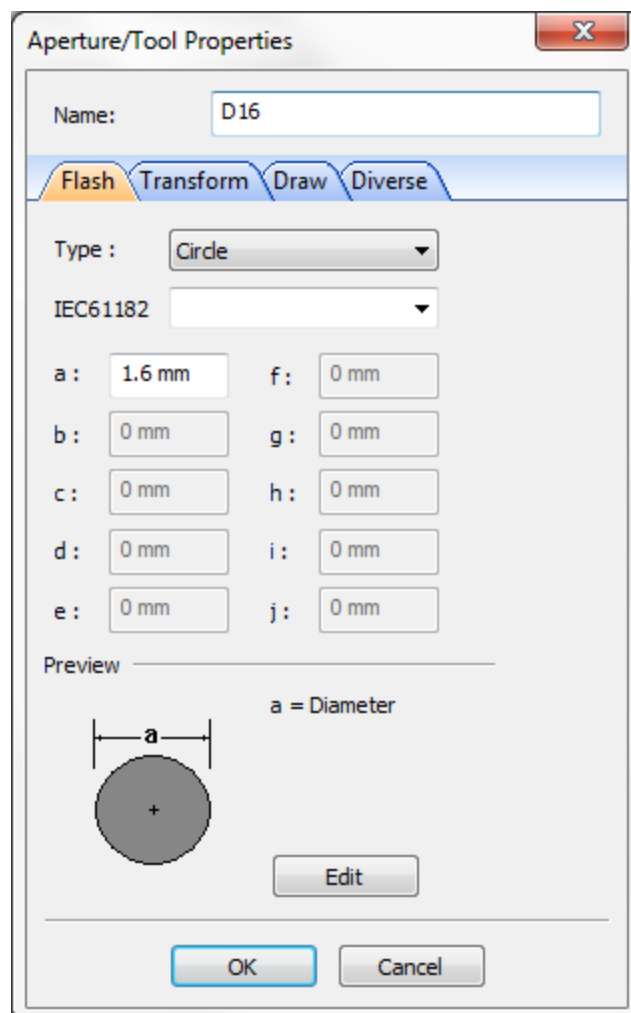 Aperture/Tool Properties
Name: D16
Flash Transform Draw Diverse
Type : Circle
IEC61182
a : 1.6 mm f : 0 mm
b : 0 mm g : 0 mm
c : 0 mm h : 0 mm
d : 0 mm i : 0 mm
e : 0 mm j : 0 mm
Preview
a = Diameter
a
Edit
OK Cancel